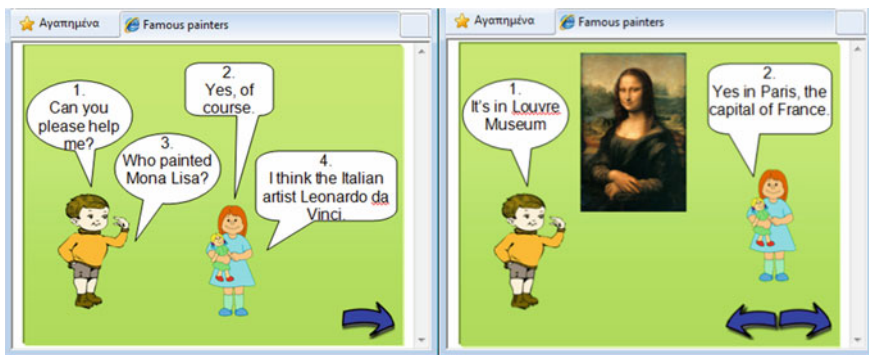 Αγαπημένα
Famous painters
1.
Can you
please help
me?
2.
Yes, of
course.
3.
Who painted
Mona Lisa?
4.
I think the Italian
artist Leonardo da
Vinci.
Αγαπημένα
Famous painters
1.
It's in Louvre
Museum
2.
Yes in Paris, the
capital of France.